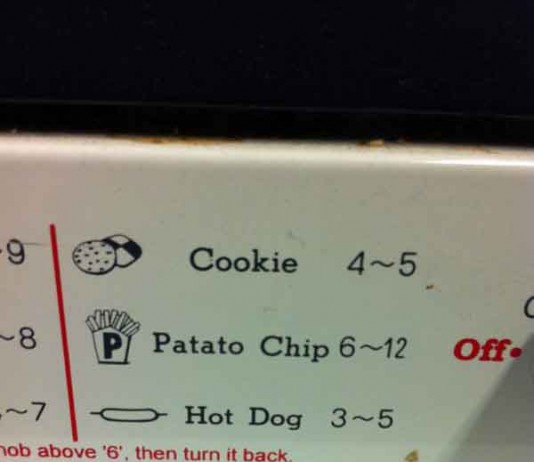 9
Cookie 4~5
~8
P
Patato Chip 6~12
Off•
~7
Hot Dog 3~5
above '6', then turn it back.